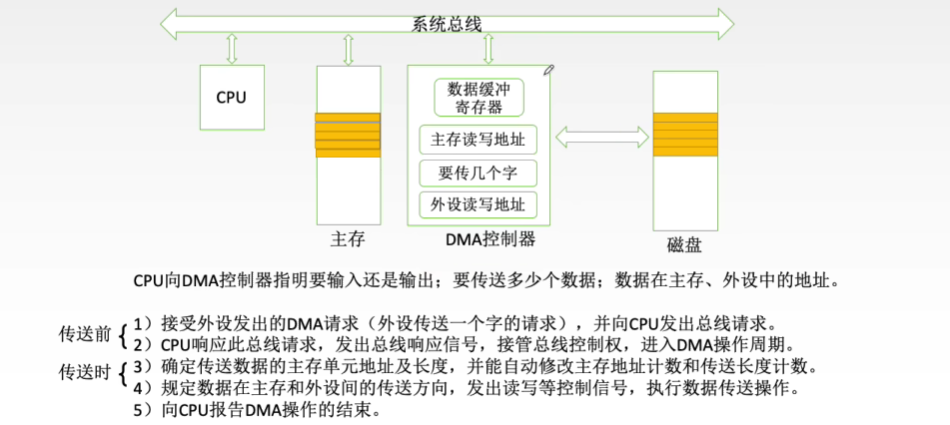 系统总线
CPU
数据缓冲
寄存器
主存读写地址
要传几个字
外设读写地址
主存
DMA控制器
磁盘
CPU向DMA控制器指明要输入还是输出；要传送多少个数据；数据在主存、外设中的地址。
传送前
1）接受外设发出的DMA请求（外设传送一个字的请求），并向CPU发出总线请求。
2）CPU响应此总线请求，发出总线响应信号，接管总线控制权，进入DMA操作周期。
传送时
3）确定传送数据的主存单元地址及长度，并能自动修改主存地址计数和传送长度计数。
4）规定数据在主存和外设间的传送方向，发出读写等控制信号，执行数据传送操作。
5）向CPU报告DMA操作的结束。